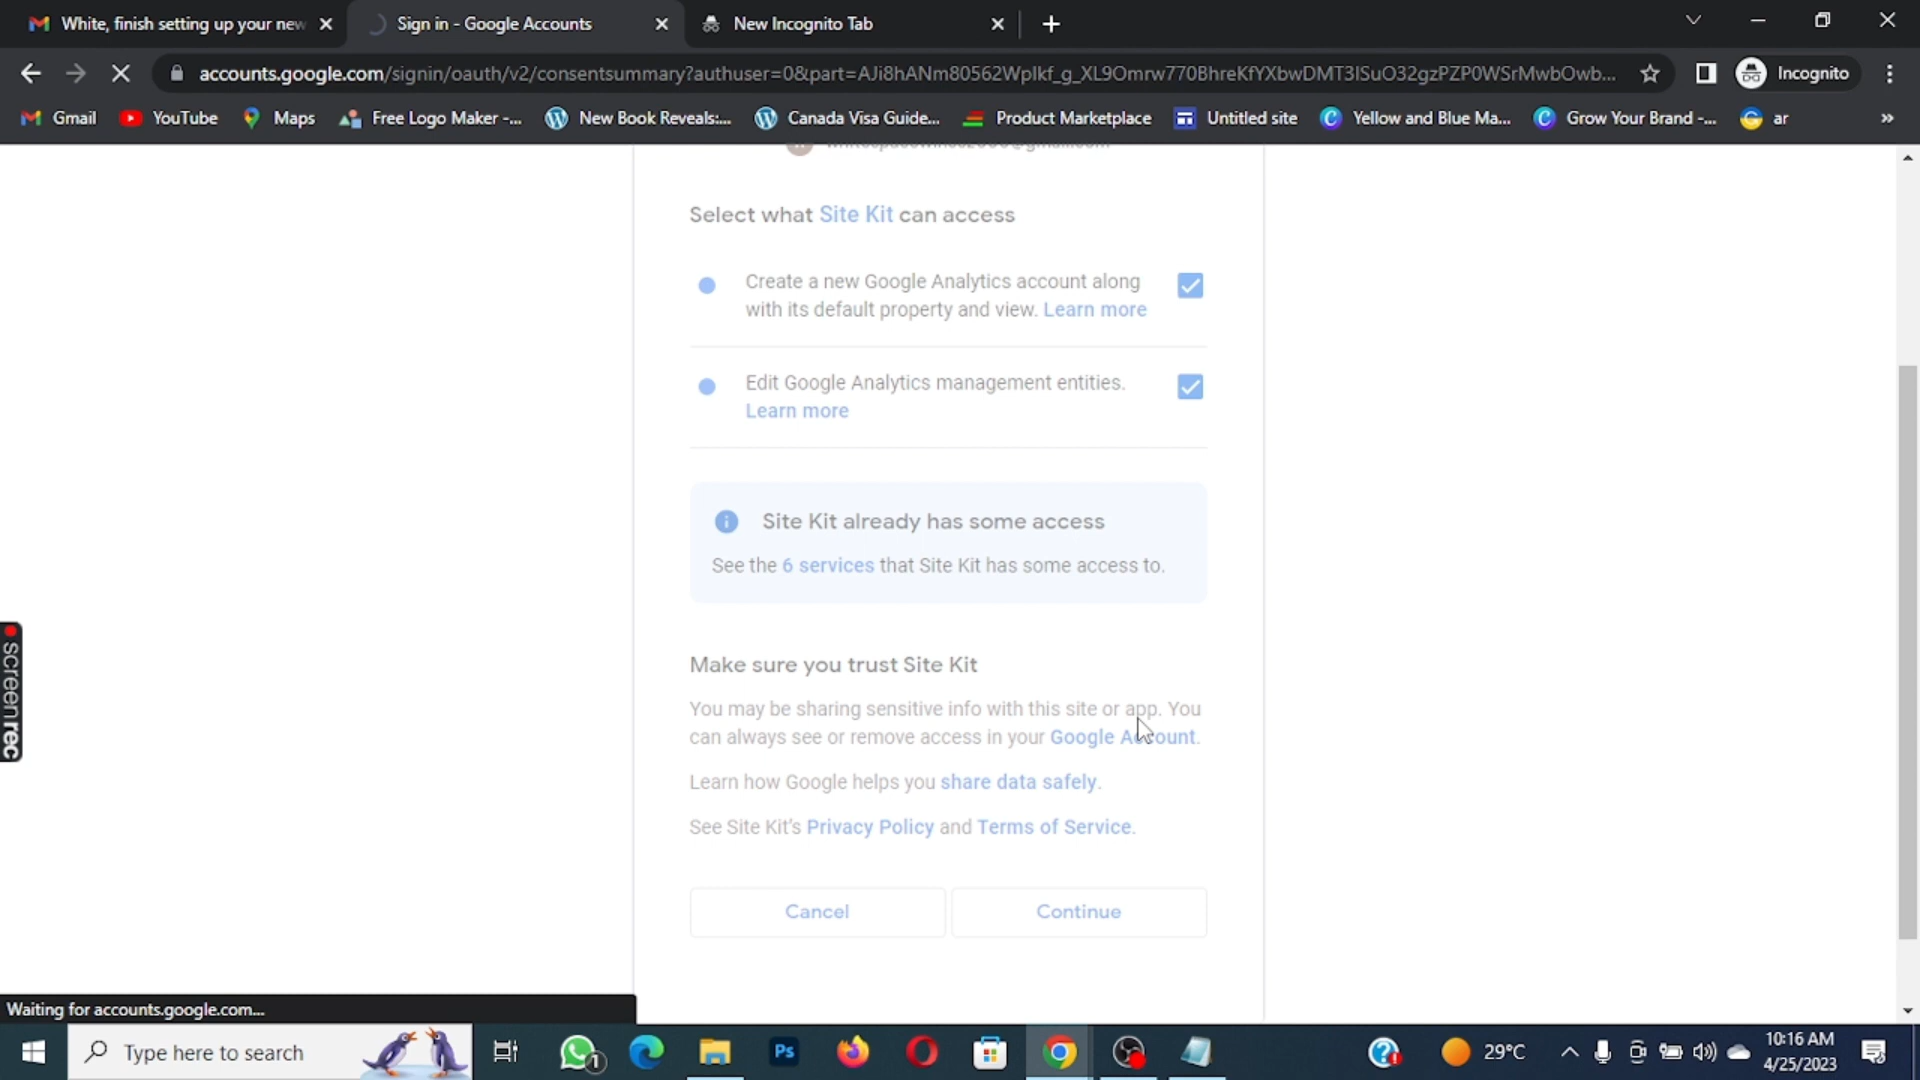 White, finish setting up your new
Sign in - Google Accounts
New Incognito Tab
accounts.google.com/signin/oauth/v2/consentsummary?authuser=0&part=AJi8hANm80562Wplkf_g_XL9Omrw770BhreKfYXbwDMT3lSuO32gzPZP0WSrMwbOwb...
Incognito
Gmail
YouTube
Maps
Free Logo Maker -...
New Book Reveals:...
Canada Visa Guide...
Product Marketplace
Untitled site
Yellow and Blue Ma...
Grow Your Brand -...
ar
»
Select what Site Kit can access
Create a new Google Analytics account along
with its default property and view. Learn more
Edit Google Analytics management entities.
Learn more
Site Kit already has some access
See the 6 services that Site Kit has some access to.
Make sure you trust Site Kit
You may be sharing sensitive info with this site or app. You
can always see or remove access in your Google Account.
Learn how Google helps you share data safely.
See Site Kit's Privacy Policy and Terms of Service.
Cancel
Continue
screenrec
Waiting for accounts.google.com...
Type here to search
1
Ps
29°C
10:16 AM
4/25/2023